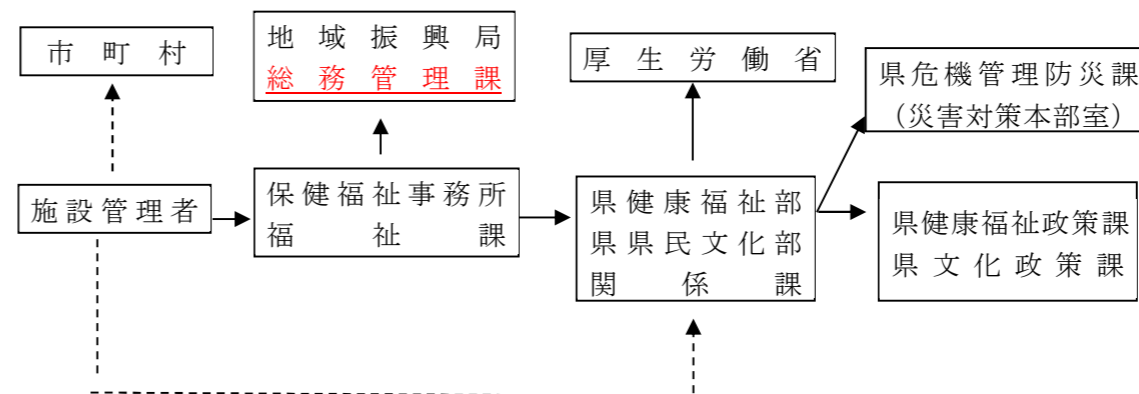 市町村
地域振興局
総務管理課
厚生労働省
県危機管理防災課
（災害対策本部室）
施設管理者
保健福祉事務所
福祉課
県健康福祉部
県県民文化部
関係課
県健康福祉政策課
県文化政策課